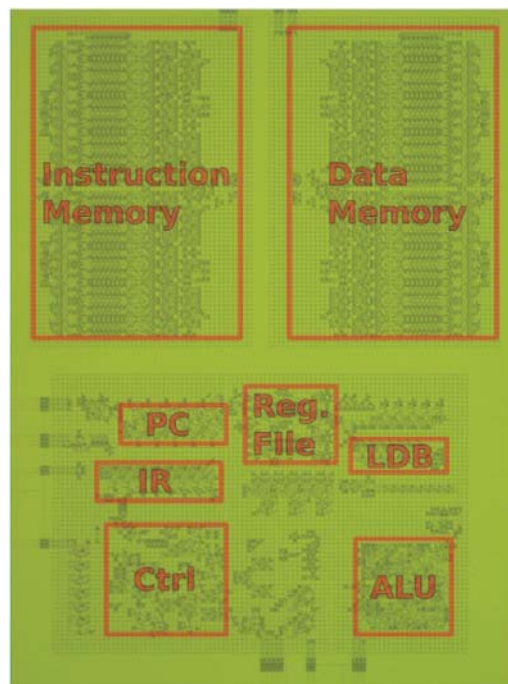 Instruction
Memory
Data
Memory
PC
Reg.
File
LDB
IR
Ctrl
ALU